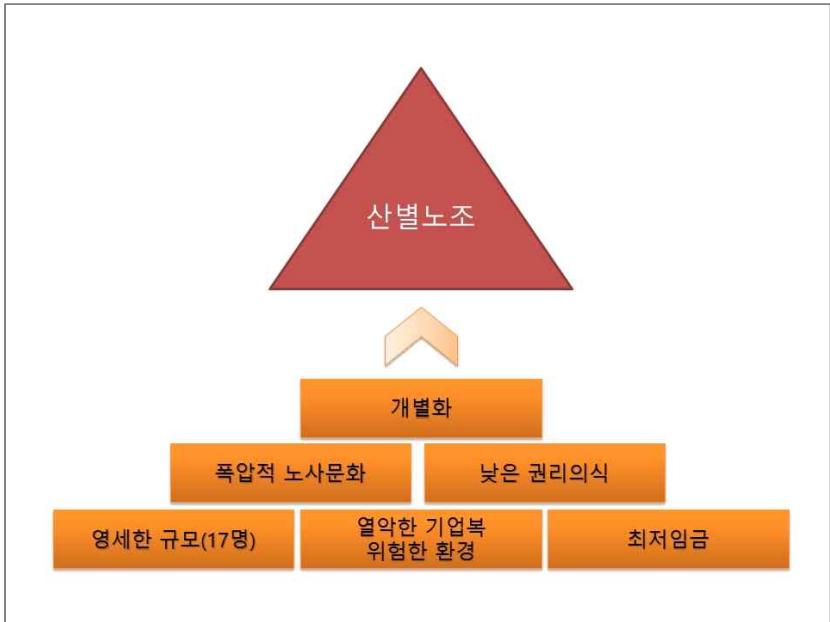 산별노조
개별화
폭압적 노사문화
낮은 권리의식
영세한 규모(17명)
열악한 기업복
위험한 환경
최저임금